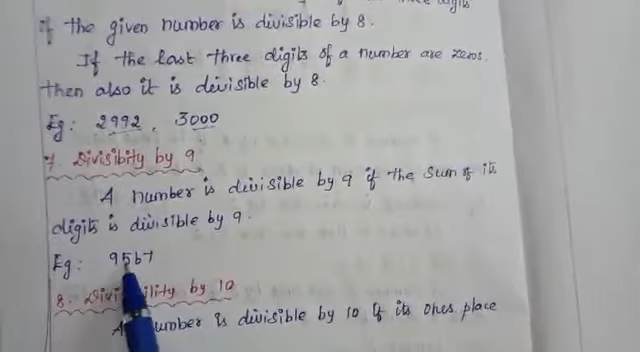 digits
if the given number is divisible by 8.
If the last three digits of a number are zeros.
then also it is divisible by 8.
Eg: 2992, 3000
7. Divisibity by 9
A number is divisible by 9 if the sum of its
digits is divisible by 9.
Eg: 9567
8. by 10
number is divisible by 10 if its ones place